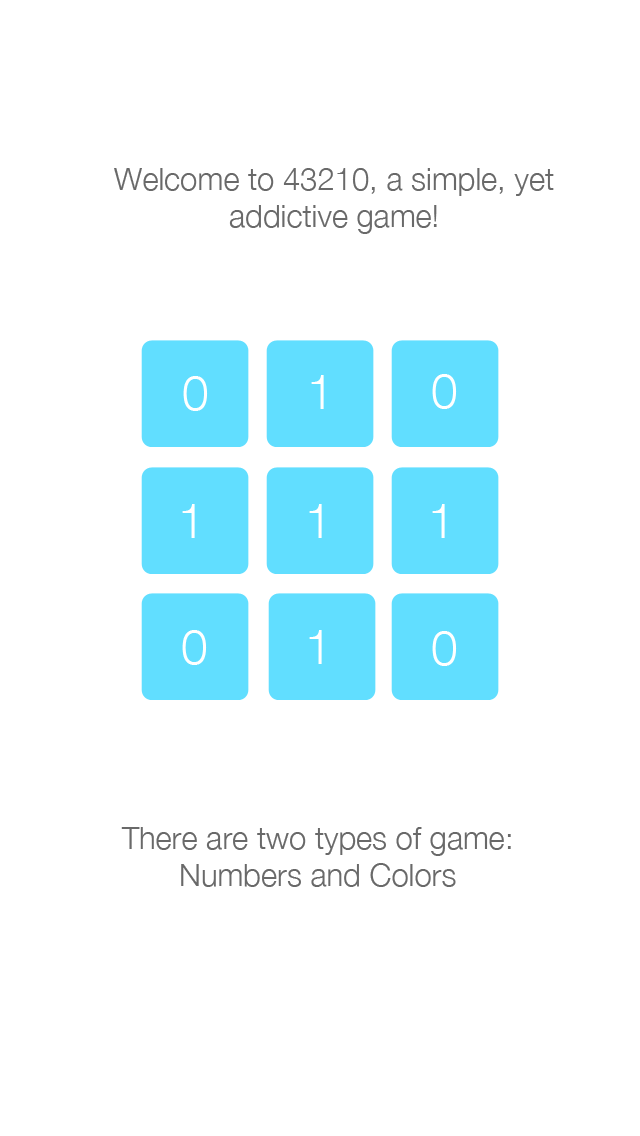 Welcome to 43210, a simple, yet
addictive game!
0 1 0
1 1 1
0 1 0
There are two types of game:
Numbers and Colors